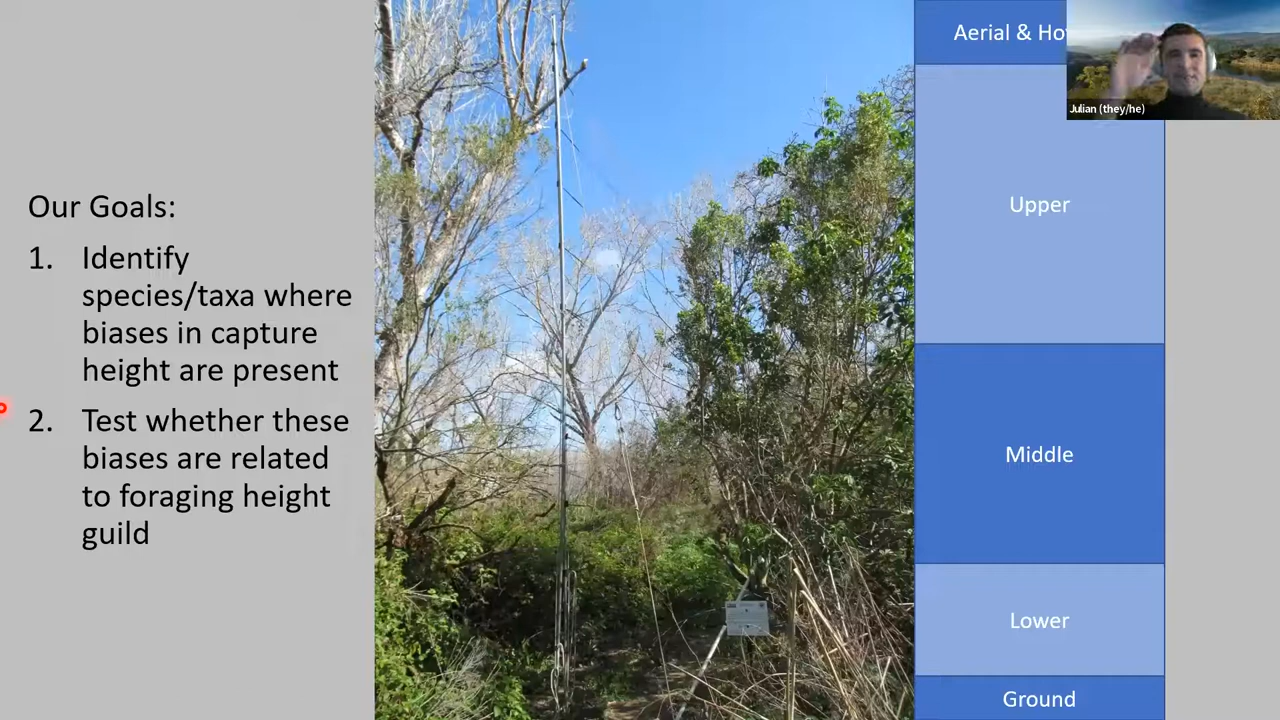 Our Goals:
1. Identify
species/taxa where
biases in capture
height are present
2. Test whether these
biases are related
to foraging height
guild
Aerial &
Julian (they/he)
Upper
Middle
Lower
Ground